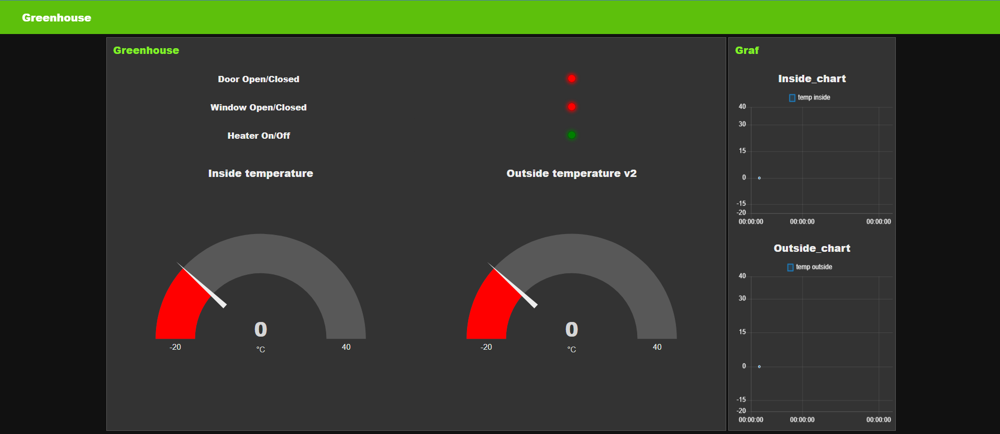 Greenhouse
Greenhouse
Door Open/Closed
Window Open/Closed
Heater On/Off
Inside temperature
Outside temperature v2
0
-20
°C
40
0
-20
°C
40
Graf
Inside_chart
temp inside
40
30
15
0
-15
-20
00:00:00 00:00:00 00:00:00
Outside_chart
temp outside
40
30
15
0
-15
-20
00:00:00 00:00:00 00:00:00